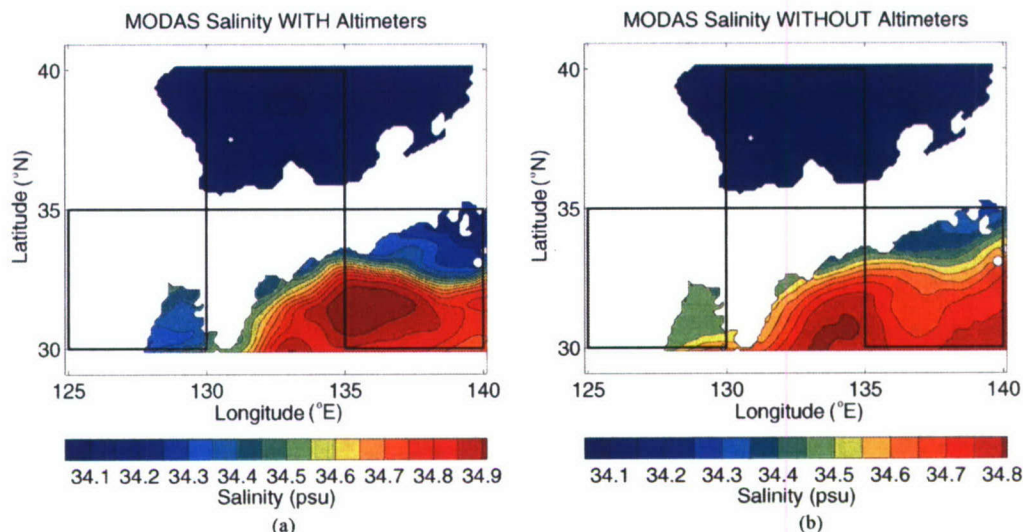 MODAS Salinity WITH Altimeters
40
35
30
Latitude (°N)
125 130 135 140
Longitude (°E)
34.1 34.2 34.3 34.4 34.5 34.6 34.7 34.8 34.9
Salinity (psu)
(a)
MODAS Salinity WITHOUT Altimeters
40
35
30
Latitude (°N)
125 130 135 140
Longitude (°E)
34.1 34.2 34.3 34.4 34.5 34.6 34.7 34.8
Salinity (psu)
(b)